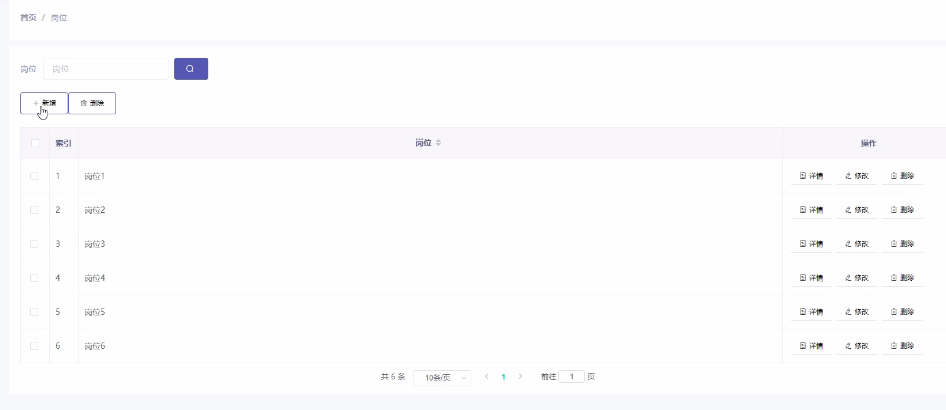 首页 / 岗位
岗位 岗位
新增 删除
索引 岗位 操作
1 岗位1 详情 修改 删除
2 岗位2 详情 修改 删除
3 岗位3 详情 修改 删除
4 岗位4 详情 修改 删除
5 岗位5 详情 修改 删除
6 岗位6 详情 修改 删除
共 6 条 10条/页 1 前往 1 页